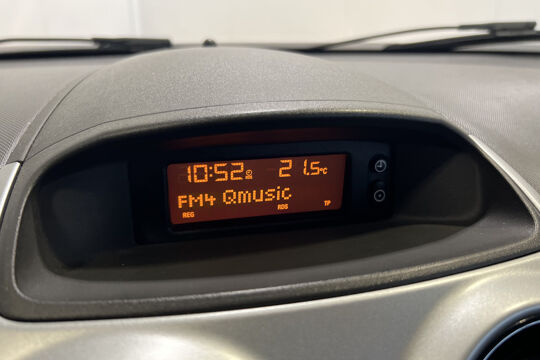 10:52 21.5°C
FM4 Qmusic
REG RDS TP